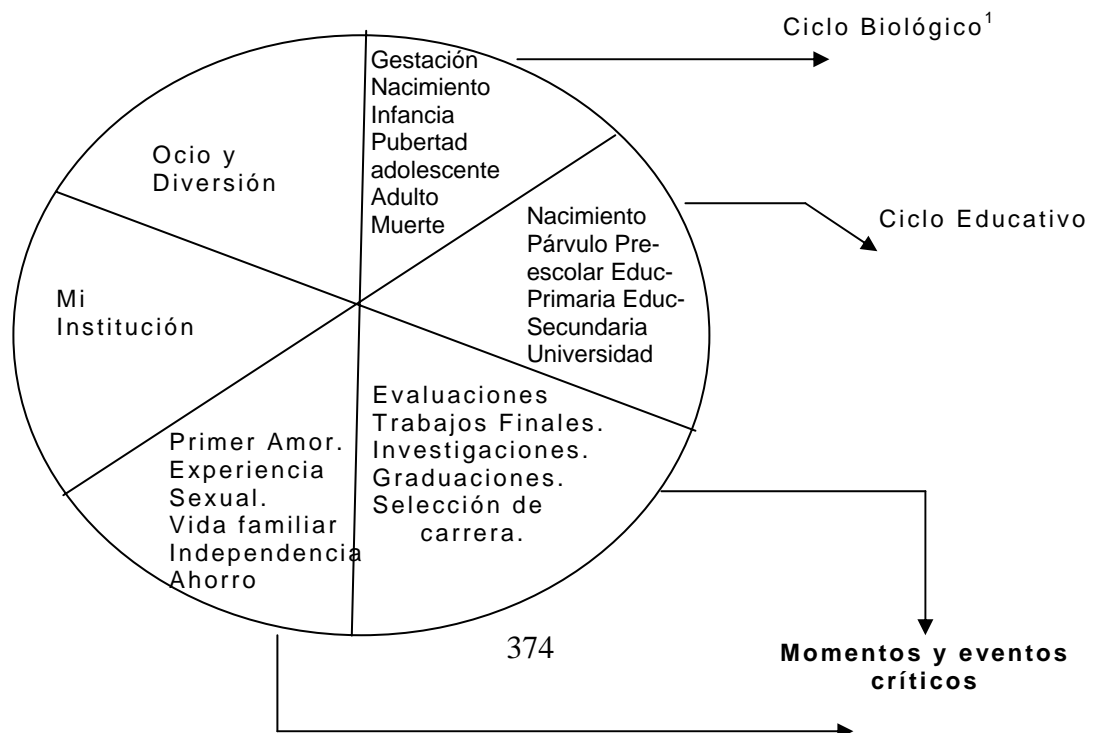 Ciclo Biológico1
Gestación
Nacimiento
Infancia
Pubertad
adolescente
Adulto
Muerte
Ocio y
Diversión
Nacimiento
Párvulo Pre-
escolar Educ-
Primaria Educ-
Secundaria
Universidad
Ciclo Educativo
Mi
Institución
Evaluaciones
Trabajos Finales.
Investigaciones.
Graduaciones.
Selección de
carrera.
Primer Amor.
Experiencia
Sexual.
Vida familiar
Independencia
Ahorro
374
Momentos y eventos
críticos